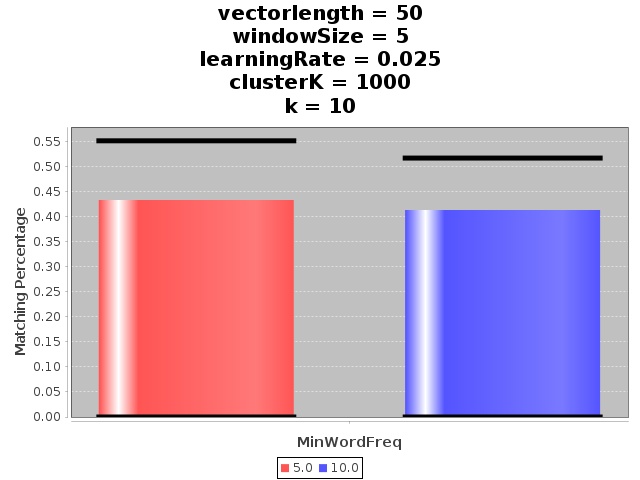 vectorlength = 50
windowSize = 5
learningRate = 0.025
clusterK = 1000
k = 10
Matching Percentage
0.55
0.50
0.45
0.40
0.35
0.30
0.25
0.20
0.15
0.10
0.05
0.00
MinWordFreq
5.0 10.0